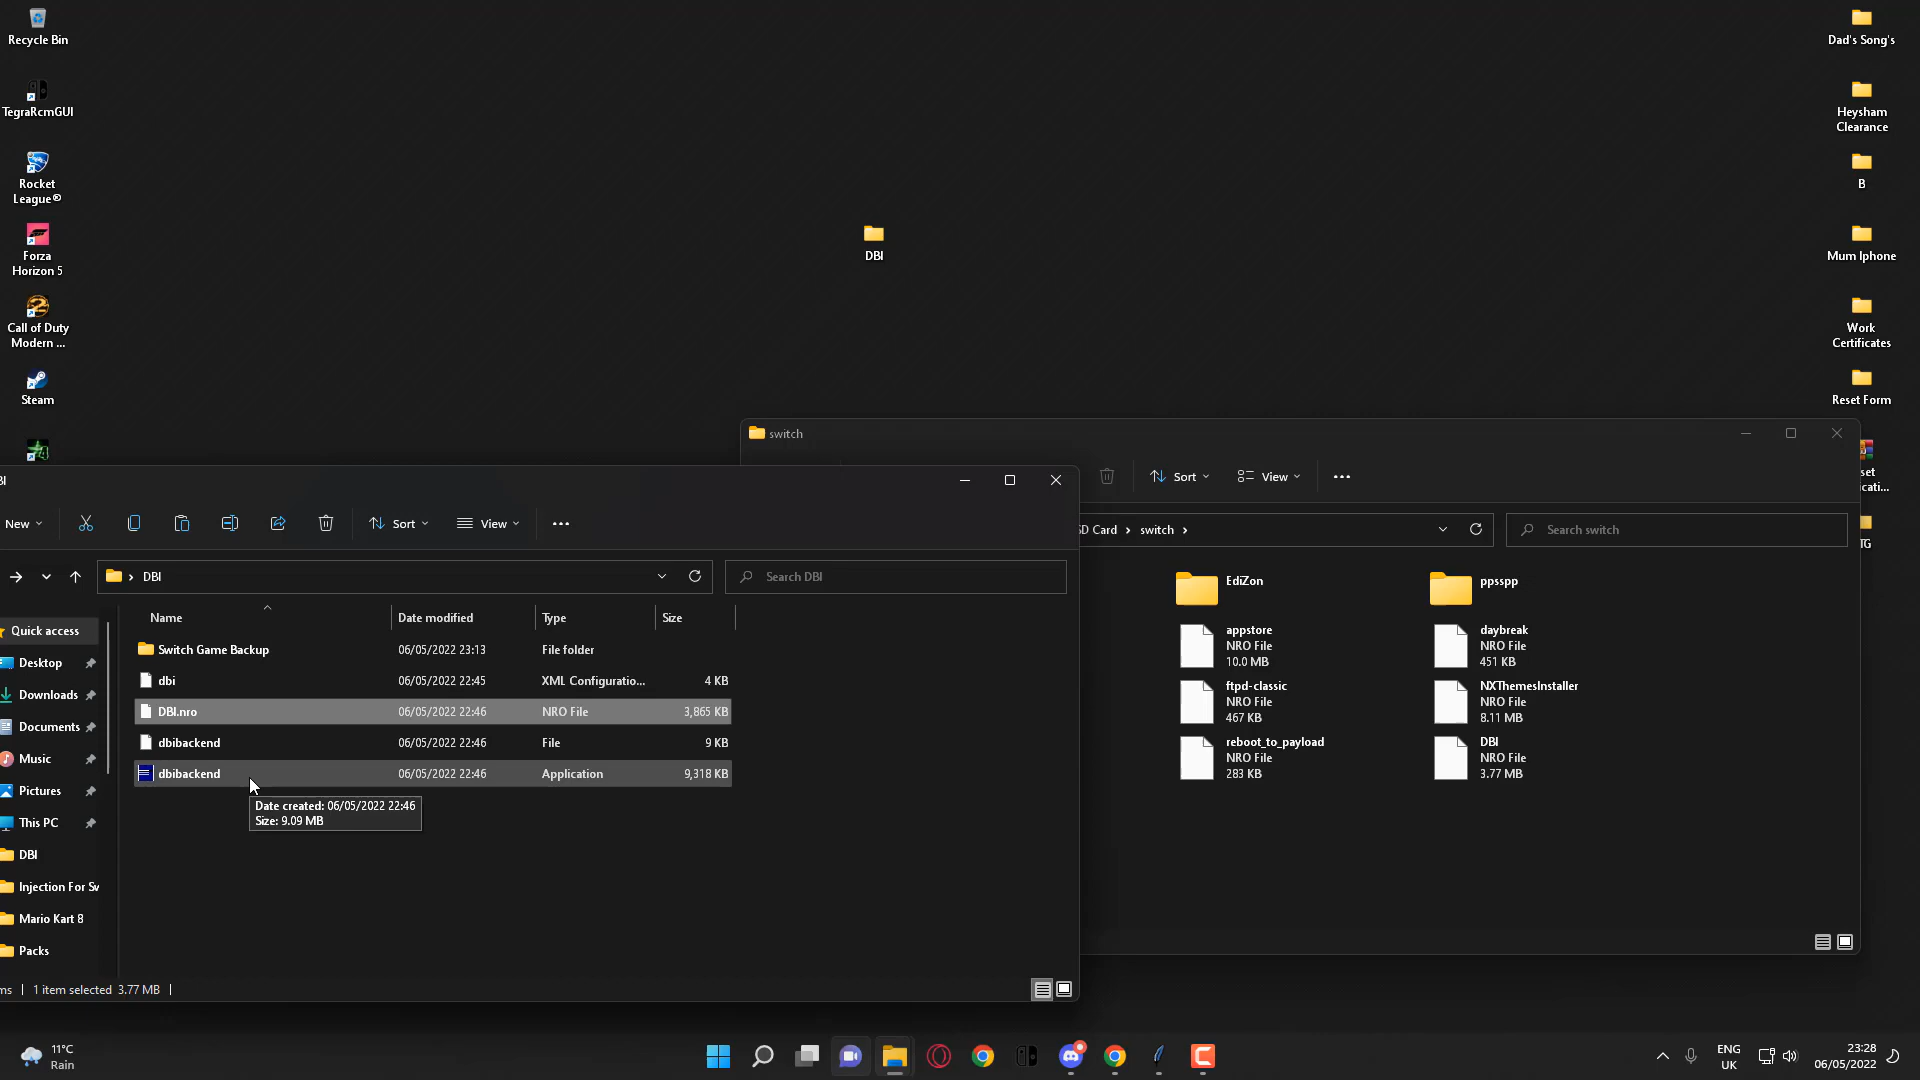 Recycle Bin
TegraRcmGUI
Rocket
League®
Forza
Horizon 5
Call of Duty
Modern ...
Steam
DBI
Dad's Song's
Heysham
Clearance
B
Mum Iphone
Work
Certificates
Reset Form
set
icati...
TG
switch
Sort
View
SD Card > switch >
Search switch
EdiZon
ppsspp
appstore
NRO File
10.0 MB
daybreak
NRO File
451 KB
ftpd-classic
NRO File
467 KB
NXThemesInstaller
NRO File
8.11 MB
reboot_to_payload
NRO File
283 KB
DBI
NRO File
3.77 MB
BI
New
Sort
View
> DBI
Search DBI
Name Date modified Type Size
Quick access
Desktop
Downloads
Documents
Music
Pictures
This PC
DBI
Injection For Sv
Mario Kart 8
Packs
Switch Game Backup 06/05/2022 23:13 File folder
dbi 06/05/2022 22:45 XML Configuratio... 4 KB
DBI.nro 06/05/2022 22:46 NRO File 3,865 KB
dbibackend 06/05/2022 22:46 File 9 KB
dbibackend 06/05/2022 22:46 Application 9,318 KB
Date created: 06/05/2022 22:46
Size: 9.09 MB
ms | 1 item selected 3.77 MB |
11°C
Rain
ENG
UK
23:28
06/05/2022